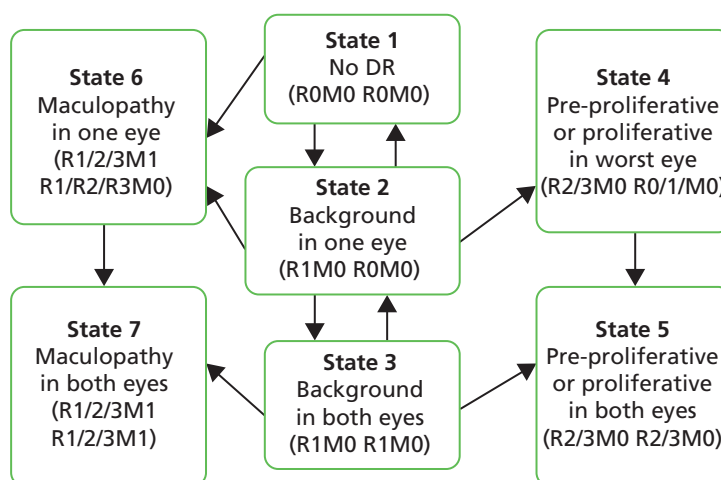 State 1
No DR
(R0M0 R0M0)
State 6
Maculopathy
in one eye
(R1/2/3M1
R1/R2/R3M0)
State 4
Pre-proliferative
or proliferative
in worst eye
(R2/3M0 R0/1/M0)
State 2
Background
in one eye
(R1M0 R0M0)
State 7
Maculopathy
in both eyes
(R1/2/3M1
R1/2/3M1)
State 3
Background
in both eyes
(R1M0 R1M0)
State 5
Pre-proliferative
or proliferative
in both eyes
(R2/3M0 R2/3M0)